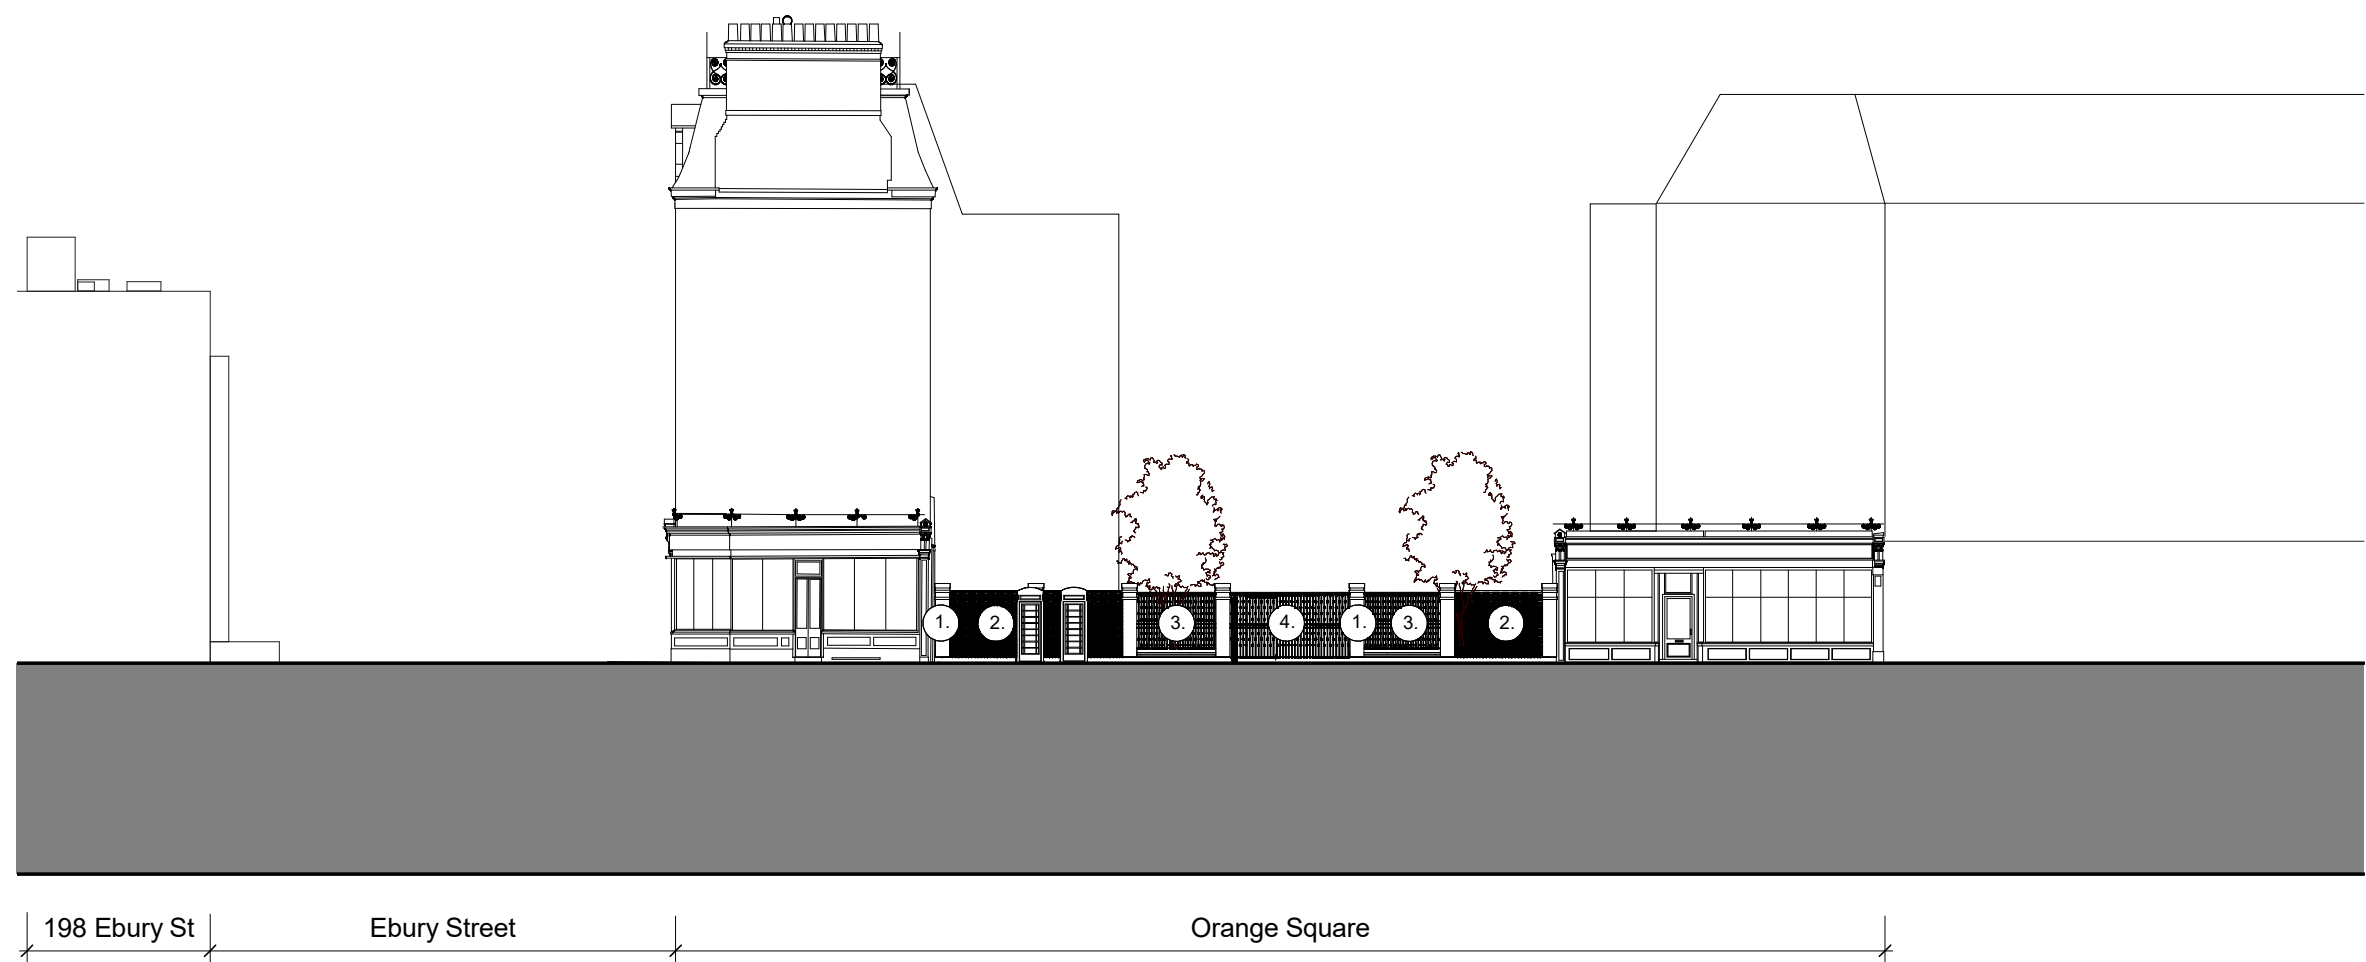 1.
2.
3.
4.
1.
3.
2.
198 Ebury St
Ebury Street
Orange Square